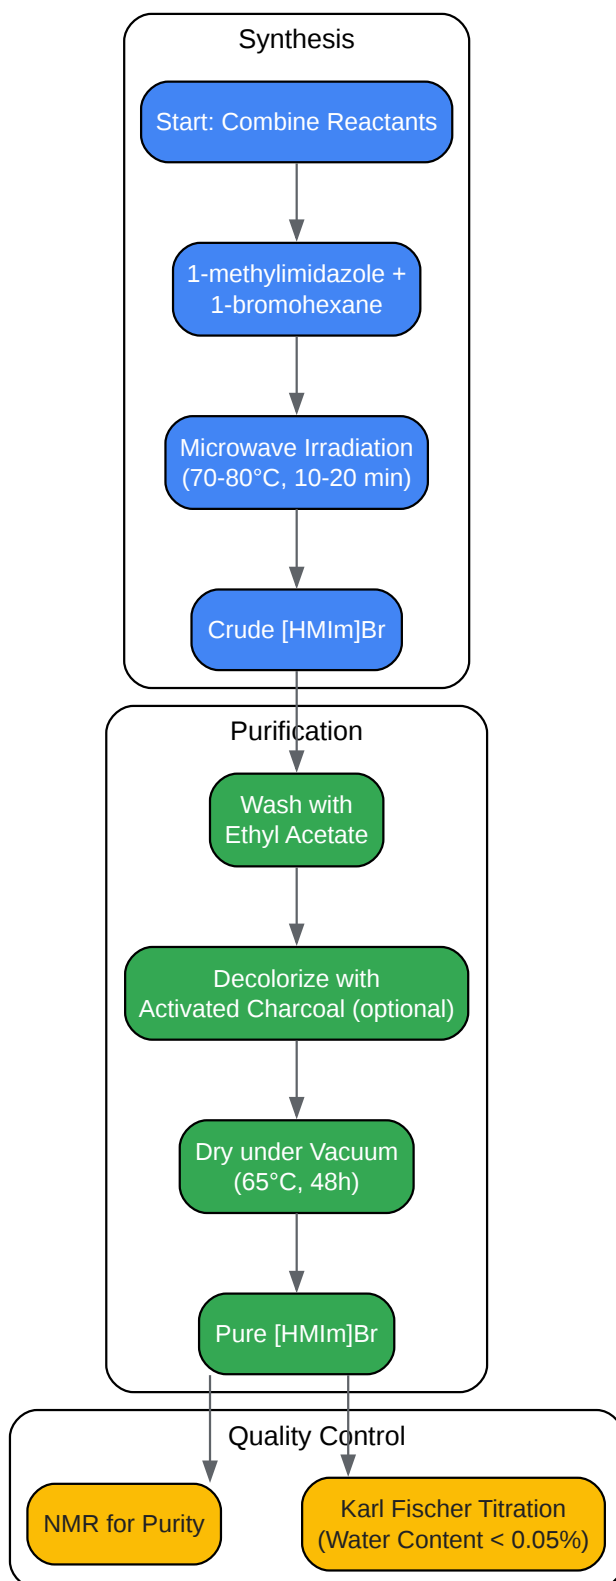 Synthesis
Start: Combine Reactants
1-methylimidazole +
1-bromohexane
Microwave Irradiation
(70-80°C, 10-20 min)
Crude [HMIm]Br
Purification
Wash with
Ethyl Acetate
Decolorize with
Activated Charcoal (optional)
Dry under Vacuum
(65°C, 48h)
Pure [HMIm]Br
Quality Control
NMR for Purity
Karl Fischer Titration
(Water Content < 0.05%)